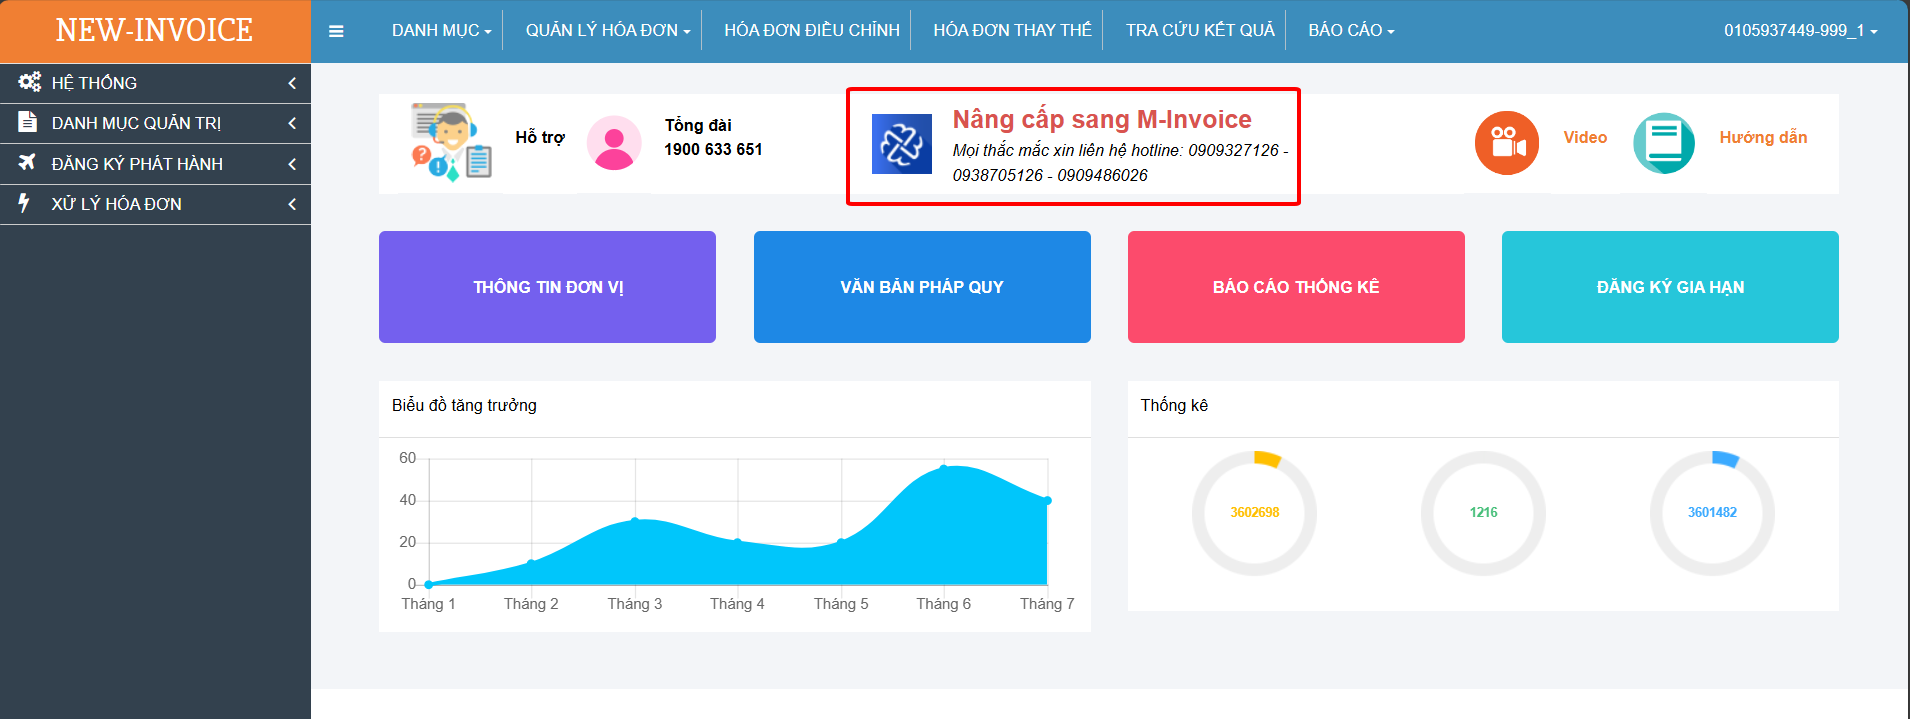 NEW-INVOICE
DANH MỤC
QUẢN LÝ HÓA ĐƠN
HÓA ĐƠN ĐIỀU CHỈNH
HÓA ĐƠN THAY THẾ
TRA CỨU KẾT QUẢ
BÁO CÁO
0105937449-999_1
HỆ THỐNG
DANH MỤC QUẢN TRỊ
ĐĂNG KÝ PHÁT HÀNH
XỬ LÝ HÓA ĐƠN
Hỗ trợ
Tổng đài
1900 633 651
Nâng cấp sang M-Invoice
Mọi thắc mắc xin liên hệ hotline: 0909327126 -
0938705126 - 0909486026
Video
Hướng dẫn
THÔNG TIN ĐƠN VỊ
VĂN BẢN PHÁP QUY
BÁO CÁO THỐNG KÊ
ĐĂNG KÝ GIA HẠN
Biểu đồ tăng trưởng
60
40
20
0
Tháng 1
Tháng 2
Tháng 3
Tháng 4
Tháng 5
Tháng 6
Tháng 7
Thống kê
3602698
1216
3601482